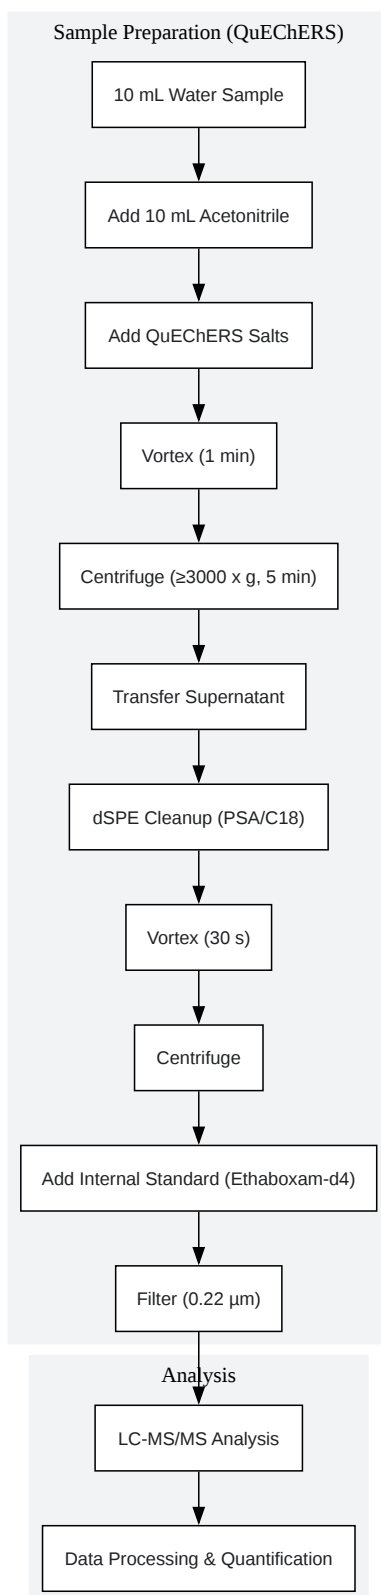 Sample Preparation (QuEChERS)
10 mL Water Sample
Add 10 mL Acetonitrile
Add QuEChERS Salts
Vortex (1 min)
Centrifuge (≥3000 x g, 5 min)
Transfer Supernatant
dSPE Cleanup (PSA/C18)
Vortex (30 s)
Centrifuge
Add Internal Standard (Ethaboxam-d4)
Filter (0.22 µm)
Analysis
LC-MS/MS Analysis
Data Processing & Quantification